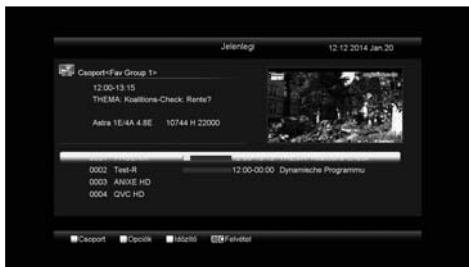 Jelenlegi 12:12 2014 Jan.20
Csoport<Fav Group 1>
12:00-13:15
THEMA: Koalitions-Check: Rente?
Astra 1E/4A 4.8E 10744 H 22000
0002 Test-R 12:00-00:00 Dynamische Programmu
0003 ANIXE HD
0004 QVC HD
Csoport Opciók Időzítő REC Felvétel